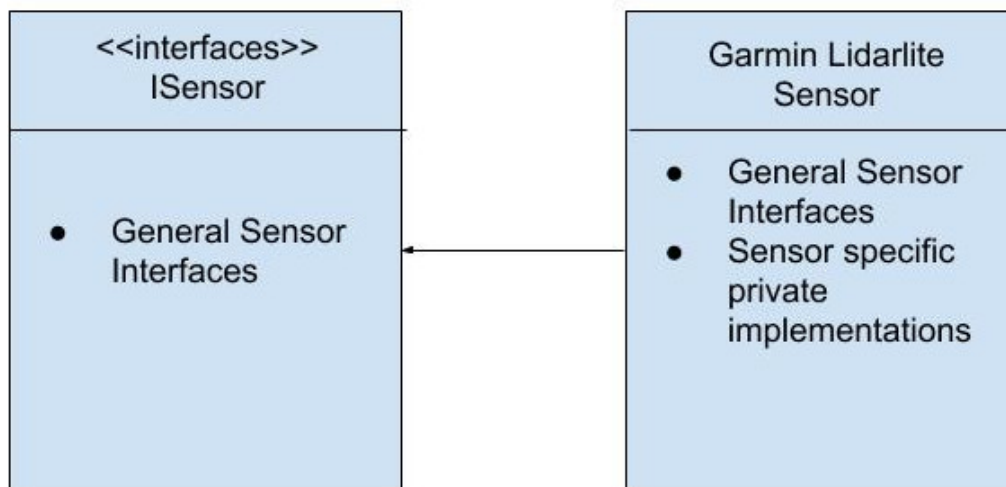 <<interfaces>>
ISensor
● General Sensor
Interfaces
Garmin Lidarlite
Sensor
● General Sensor
Interfaces
● Sensor specific
private
implementations